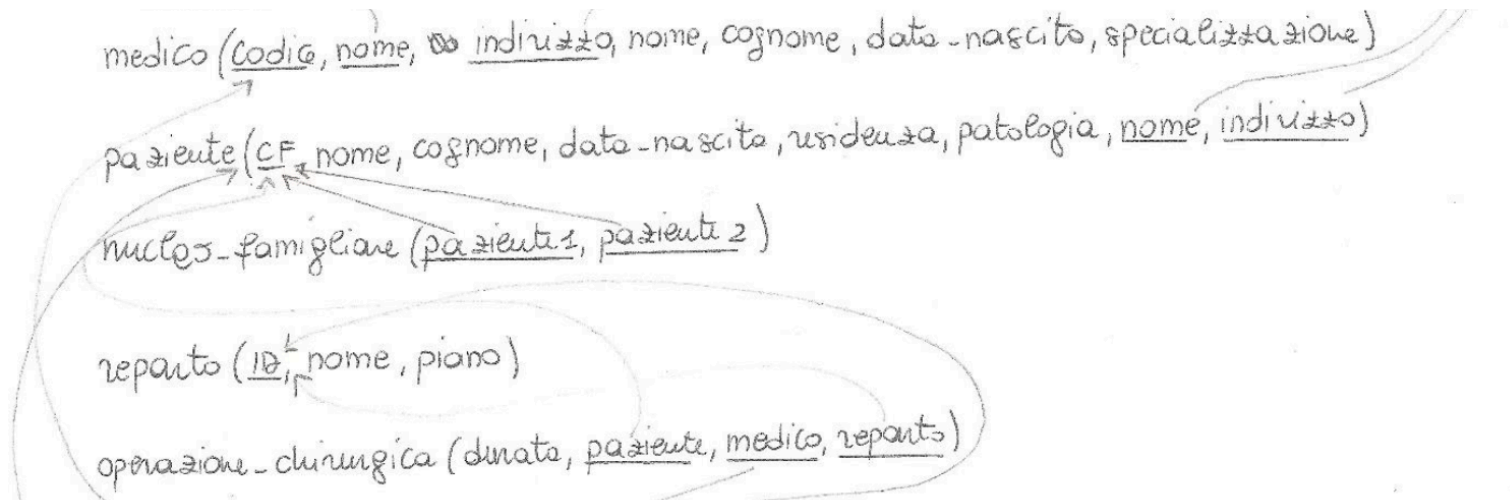 medico (codice, nome, indirizzo, nome, cognome, data-nascita, specializzazione)
paziente (CF, nome, cognome, data-nascita, residenza, patologia, nome, indirizzo)
nucleo-famigliare (paziente1, paziente2)
reparto (ID, nome, piano)
operazione-chirurgica (durata, paziente, medico, reparto)